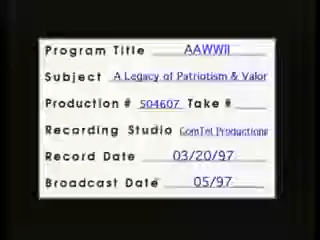 Program Title AAWWII
Subject A Legacy of Patriotism & Valor
Production # 504607 Take #
Recording Studio ComTel Productions
Record Date 03/20/97
Broadcast Date 05/97